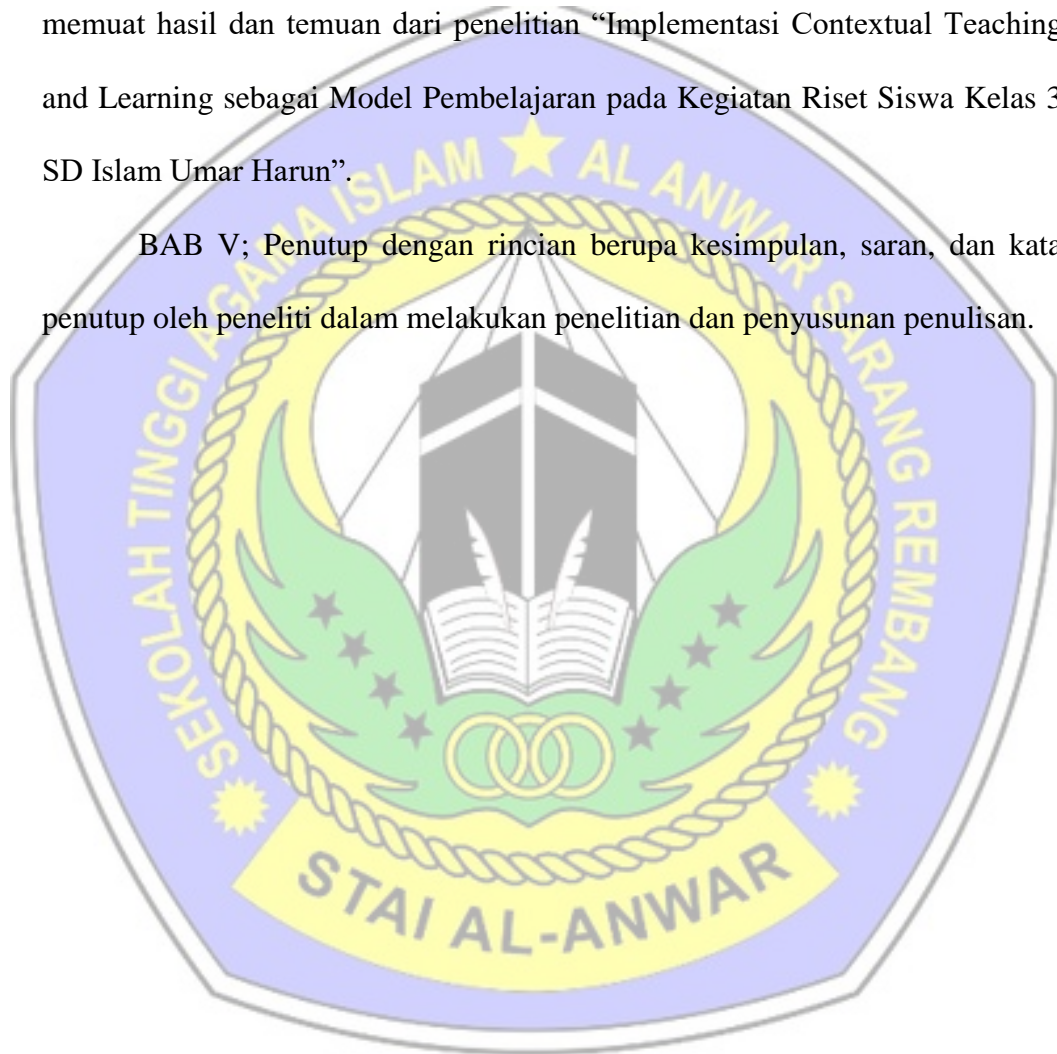 memuat hasil dan temuan dari penelitian “Implementasi Contextual Teaching
and Learning sebagai Model Pembelajaran pada Kegiatan Riset Siswa Kelas 3
SD Islam Umar Harun”.
BAB V; Penutup dengan rincian berupa kesimpulan, saran, dan kata
penutup oleh peneliti dalam melakukan penelitian dan penyusunan penulisan.
SEKOLAH TINGGI AGAMA ISLAM ★ AL ANWAR SARANG REMBANG
STAI AL-ANWAR